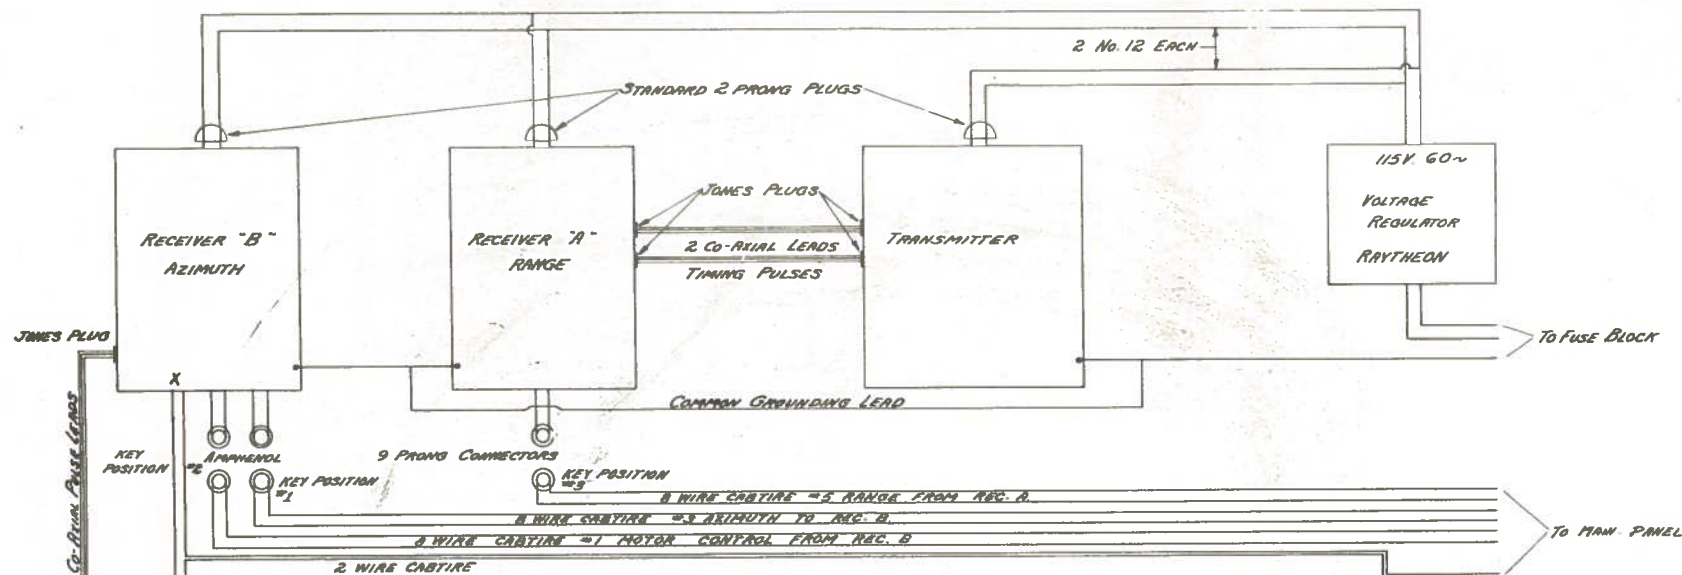 2 No. 12 EACH
STANDARD 2 PRONG PLUGS
115V. 60~
VOLTAGE
REGULATOR
RAYTHEON
JONES PLUGS
RECEIVER "B"
AZIMUTH
RECEIVER "A"
RANGE
2 CO-AXIAL LEADS
TIMING PULSES
TRANSMITTER
JONES PLUG
TO FUSE BLOCK
X
COMMON GROUNDING LEAD
CO-AXIAL PULSE LEADS
KEY
POSITION
#2
AMPHENOL
9 PRONG CONNECTORS
KEY POSITION
#1
KEY POSITION
#3
8 WIRE CABTIRE #5 RANGE FROM REC. A
8 WIRE CABTIRE #3 AZIMUTH TO REC. B
8 WIRE CABTIRE #1 MOTOR CONTROL FROM REC. B
2 WIRE CABTIRE
TO MAIN PANEL